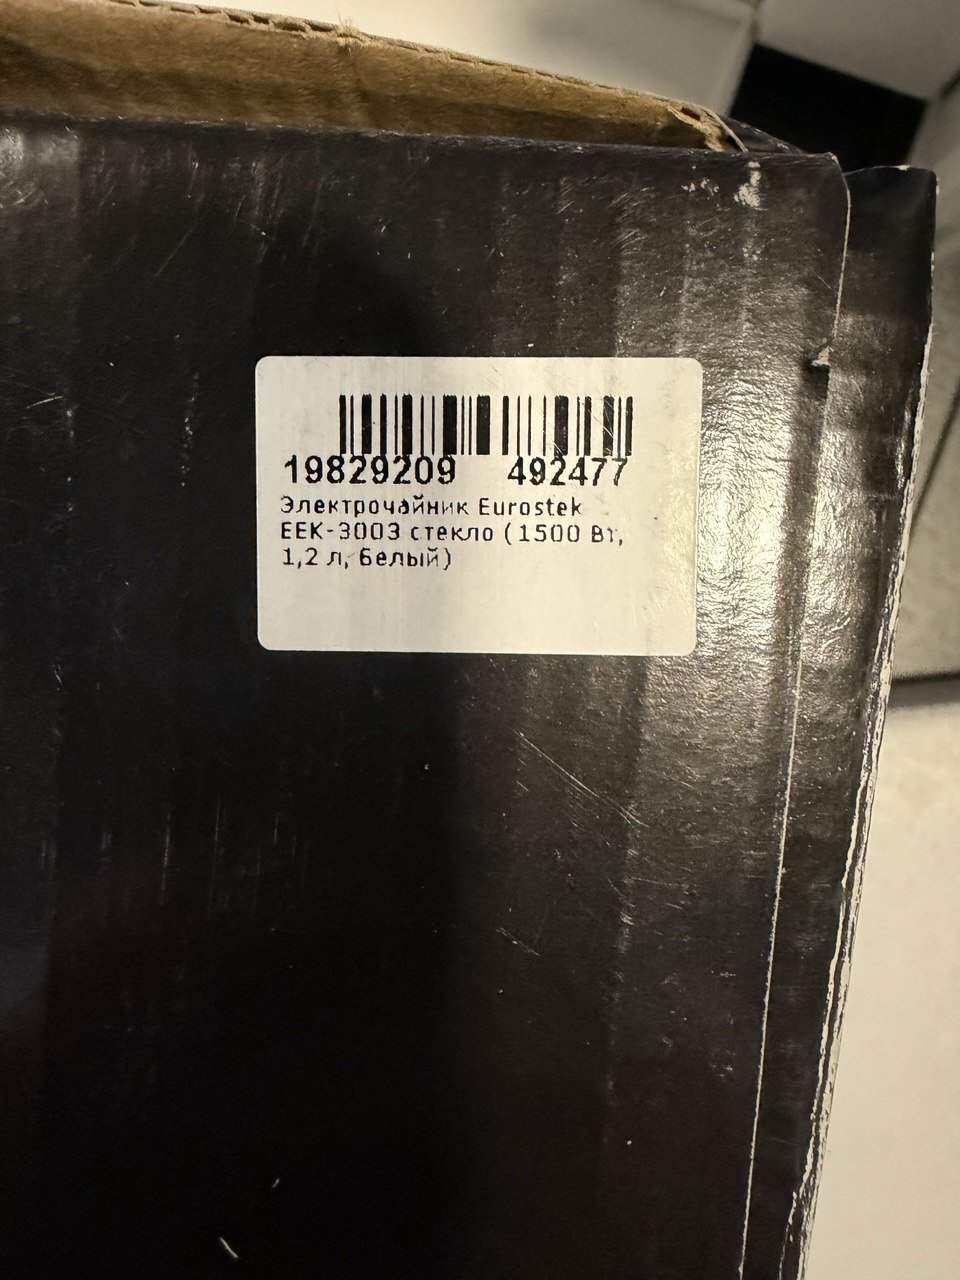 19829209 492477
Электрочайник Eurostek
EEK-3003 стекло (1500 Вт,
1,2 л, белый)